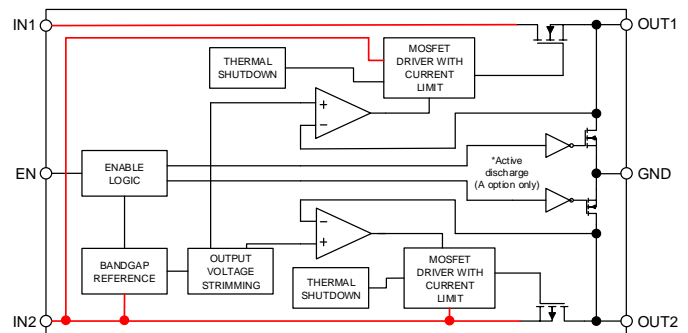 IN1
OUT1
THERMAL
SHUTDOWN
MOSFET
DRIVER WITH
CURRENT
LIMIT
+
−
EN
ENABLE
LOGIC
*Active
discharge
(A option only)
GND
−
+
BANDGAP
REFERENCE
OUTPUT
VOLTAGE
STRIMMING
THERMAL
SHUTDOWN
MOSFET
DRIVER WITH
CURRENT
LIMIT
IN2
OUT2